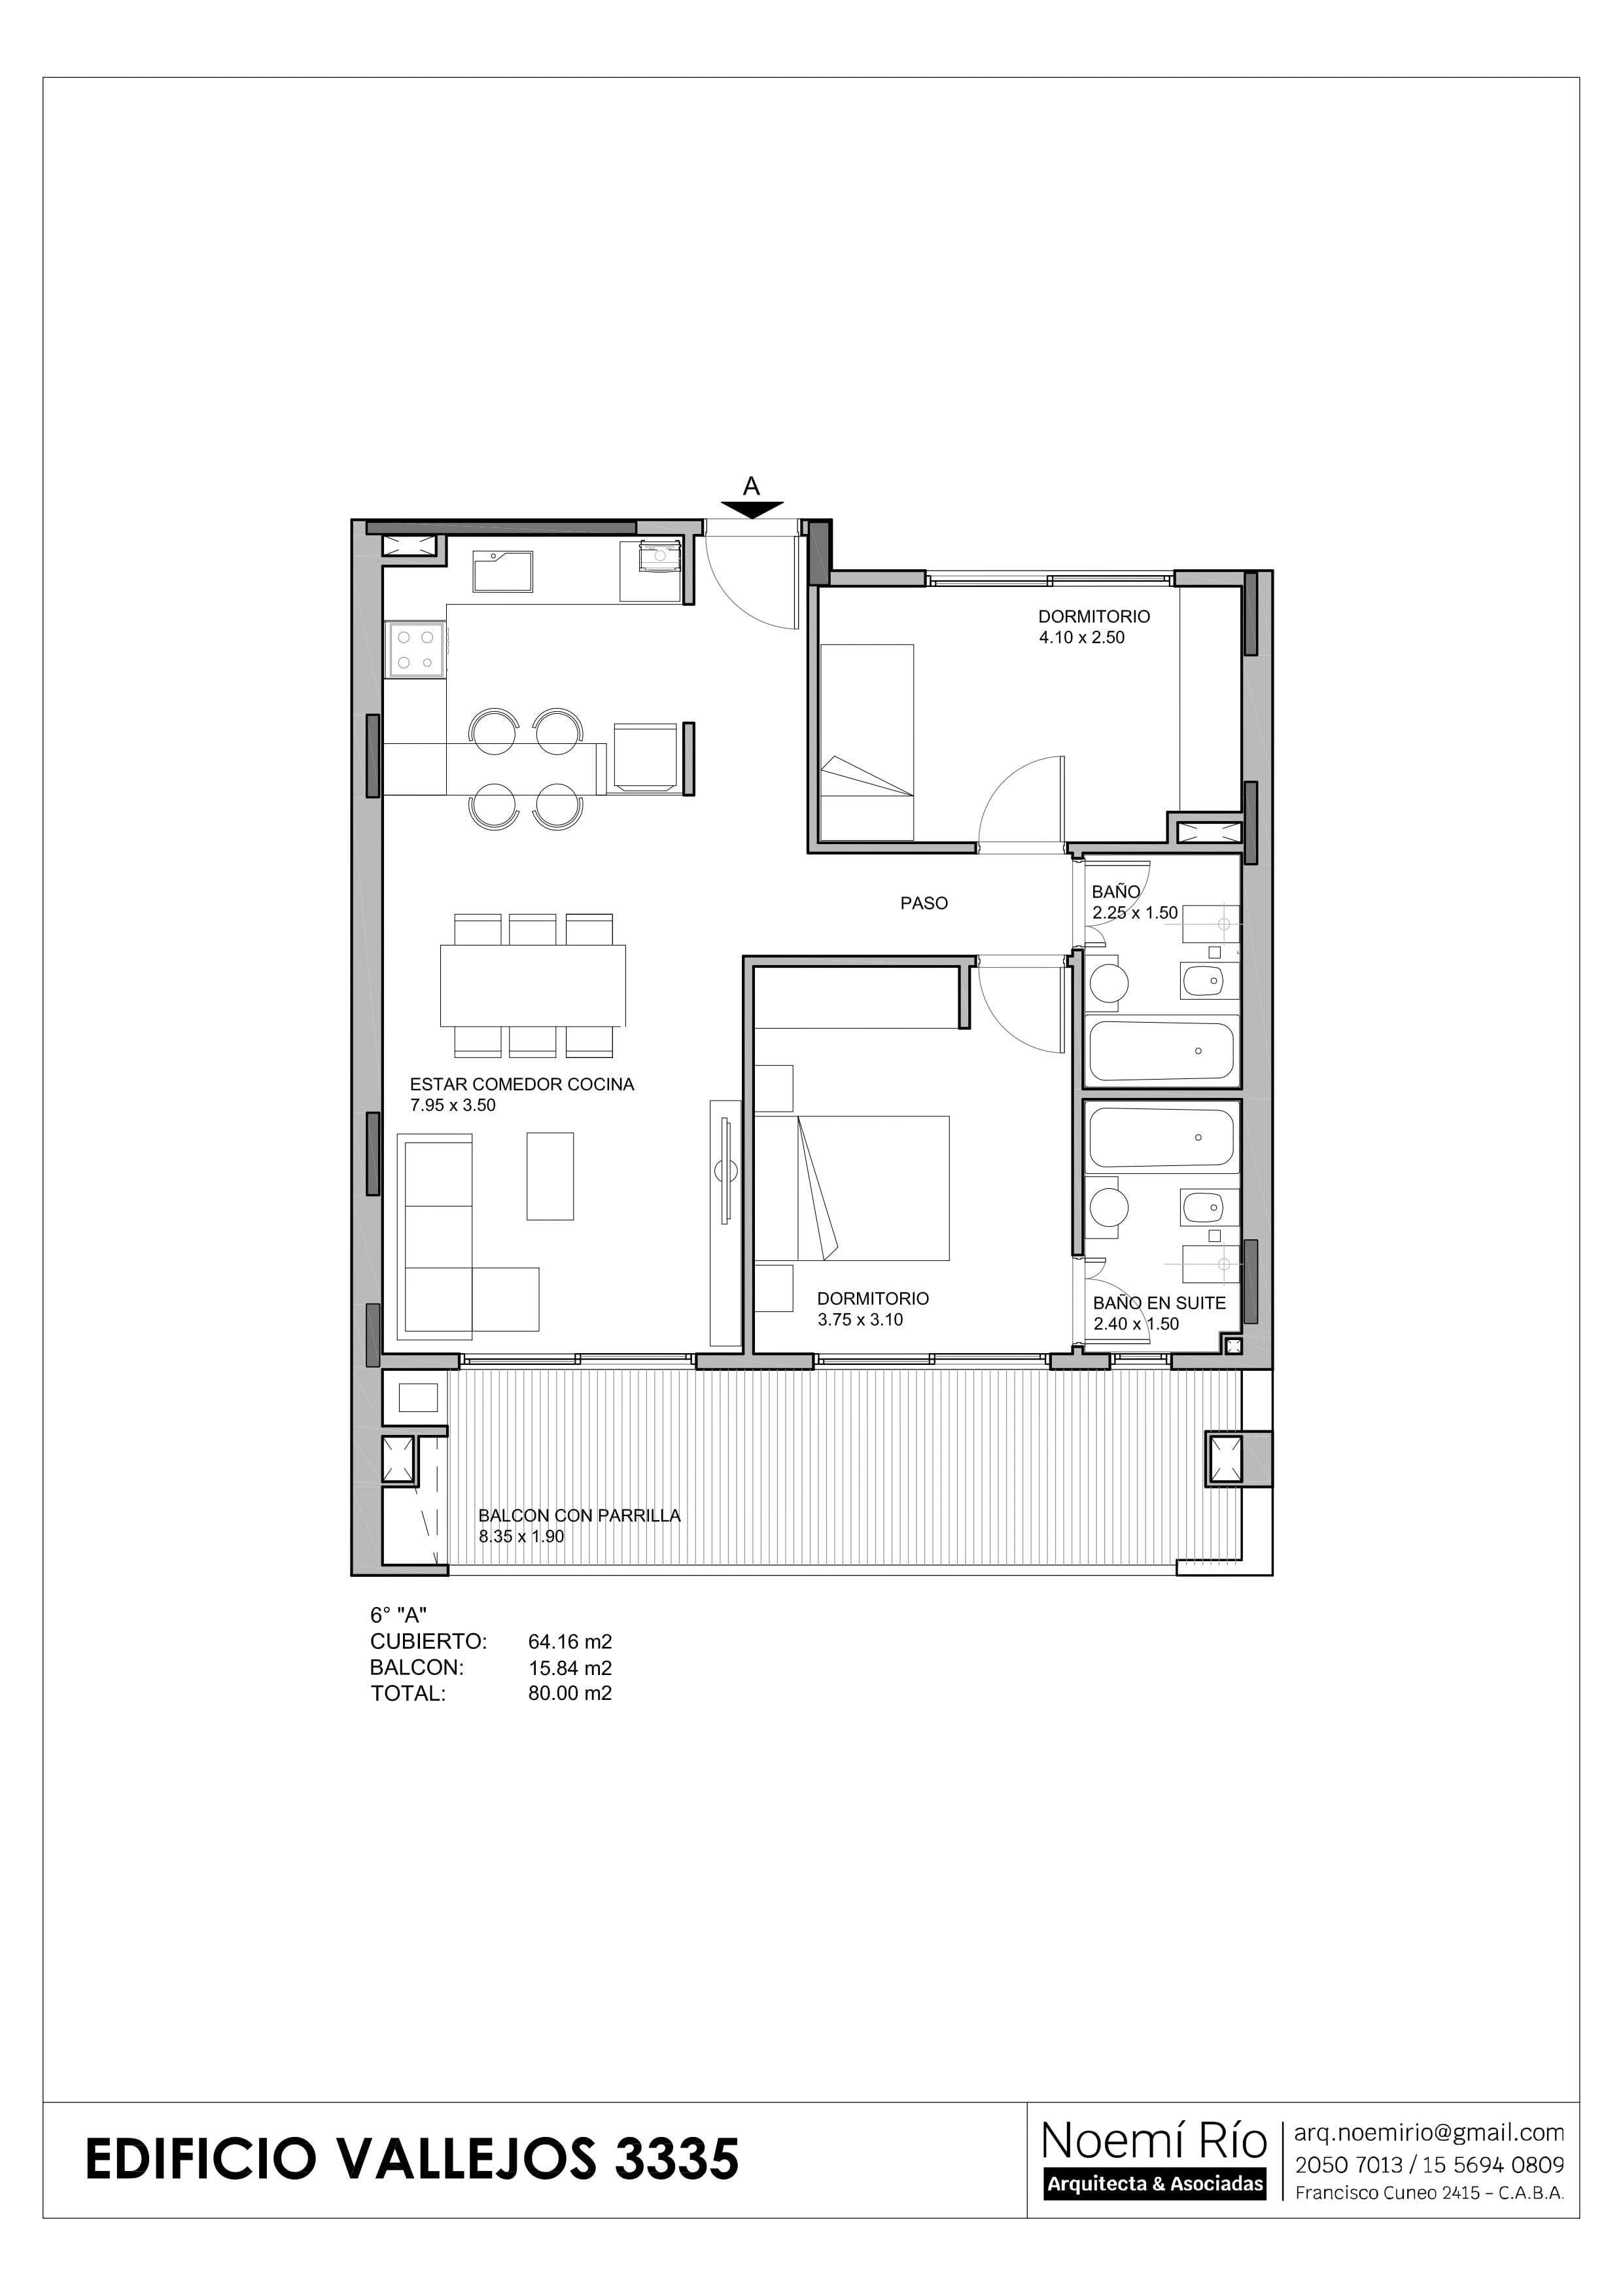 A
DORMITORIO
4.10 x 2.50
BAÑO
2.25 x 1.50
PASO
ESTAR COMEDOR COCINA
7.95 x 3.50
DORMITORIO
3.75 x 3.10
BAÑO EN SUITE
2.40 x 1.50
BALCON CON PARRILLA
8.35 x 1.90
6° "A"
CUBIERTO: 64.16 m2
BALCON: 15.84 m2
TOTAL: 80.00 m2
EDIFICIO VALLEJOS 3335
Noemí Río
Arquitecta & Asociadas
arq.noemirio@gmail.com
2050 7013 / 15 5694 0809
Francisco Cuneo 2415 - C.A.B.A.